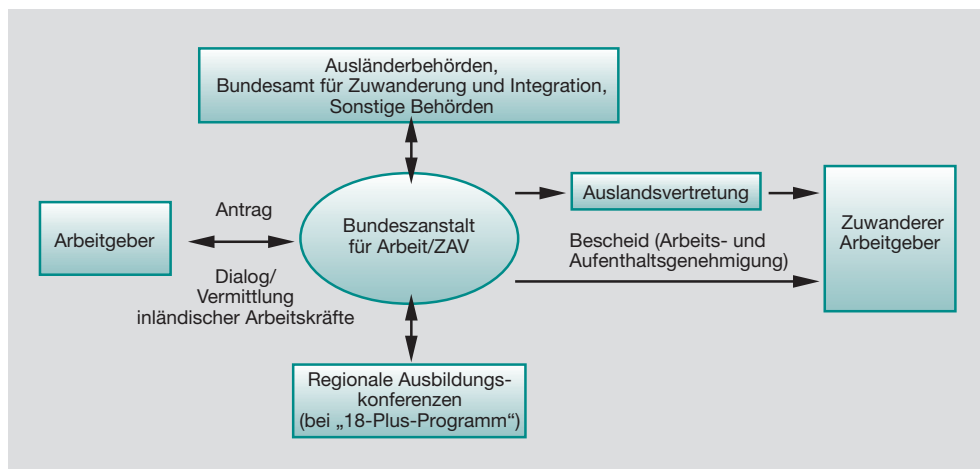 Ausländerbehörden,
Bundesamt für Zuwanderung und Integration,
Sonstige Behörden
Arbeitgeber
Antrag
Dialog/
Vermittlung
inländischer Arbeitskräfte
Bundeszanstalt
für Arbeit/ZAV
Auslandsvertretung
Bescheid (Arbeits- und
Aufenthaltsgenehmigung)
Zuwanderer
Arbeitgeber
Regionale Ausbildungs-
konferenzen
(bei „18-Plus-Programm“)